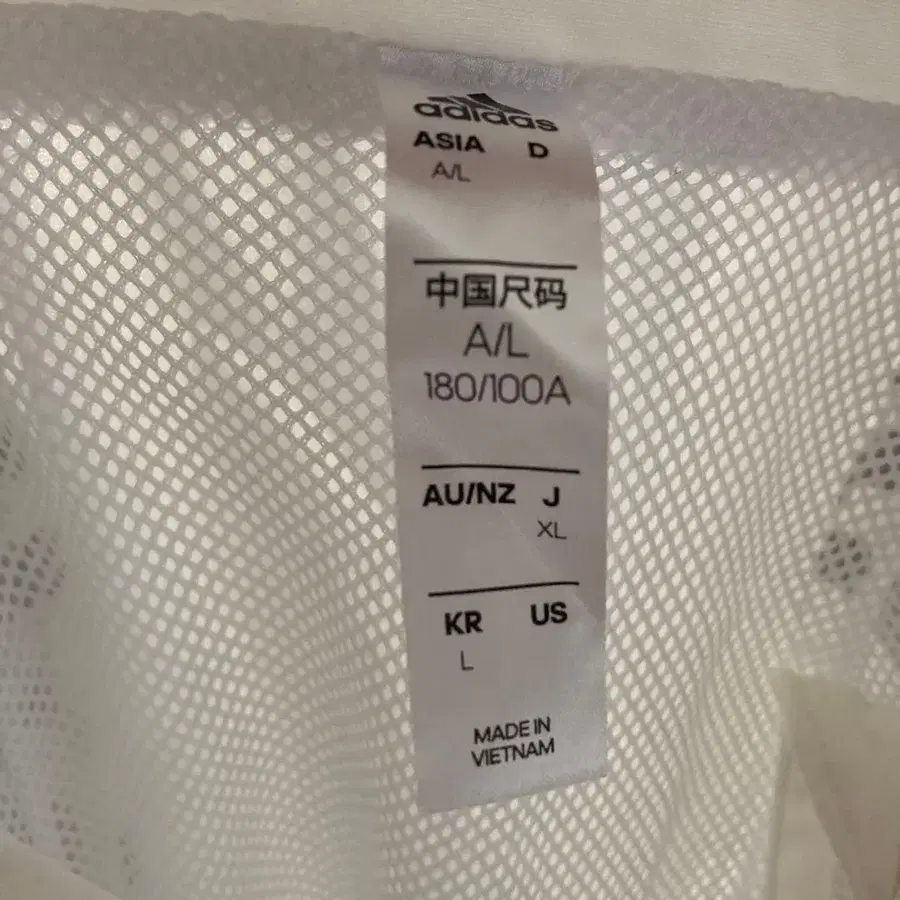 adidas
ASIA D
A/L
中国尺码
A/L
180/100A
AU/NZ J
XL
KR US
L
MADE IN
VIETNAM